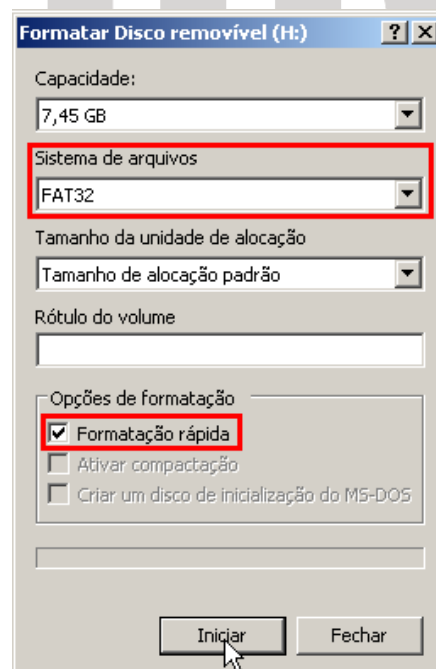 Formatar Disco removível (H:)
Capacidade:
7,45 GB
Sistema de arquivos
FAT32
Tamanho da unidade de alocação
Tamanho de alocação padrão
Rótulo do volume
Opções de formatação
Formatação rápida
Ativar compactação
Criar um disco de inicialização do MS-DOS
Iniciar Fechar